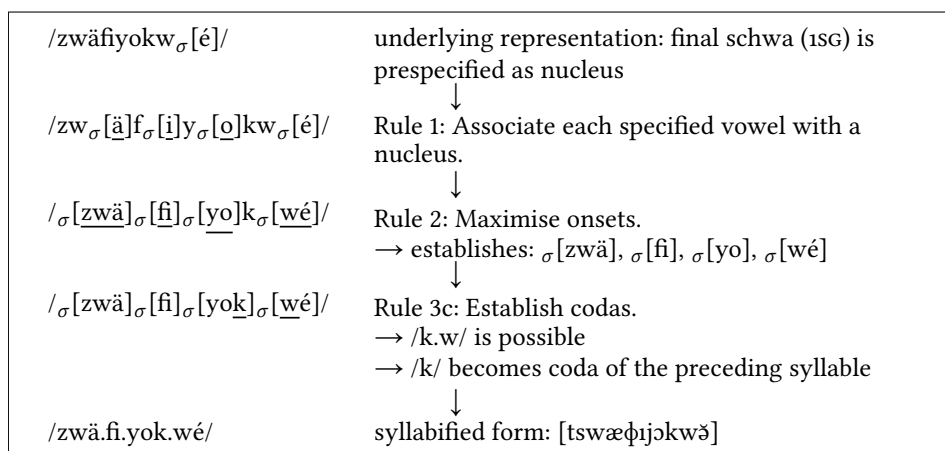 /zwäfiyokwσ[é]/ underlying representation: final schwa (1SG) is
prespecified as nucleus
↓
/zwσ[ä]fσ[i]yσ[o]kwσ[é]/ Rule 1: Associate each specified vowel with a
nucleus.
↓
/σ[zwä]σ[fi]σ[yo]kσ[wé]/ Rule 2: Maximise onsets.
→ establishes: σ[zwä], σ[fi], σ[yo], σ[wé]
↓
/σ[zwä]σ[fi]σ[yok]σ[wé]/ Rule 3c: Establish codas.
→ /k.w/ is possible
→ /k/ becomes coda of the preceding syllable
↓
/zwä.fi.yok.wé/ syllabified form: [tswæɸɪjɔkwə̆]